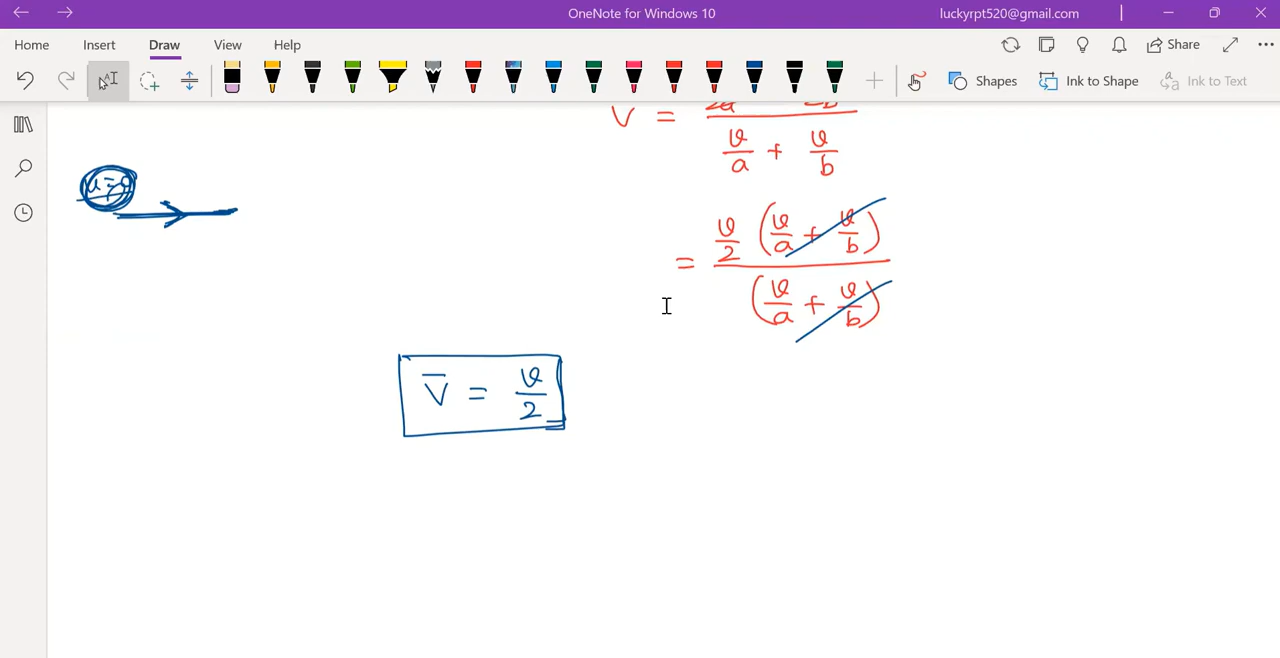 OneNote for Windows 10
luckyrpt520@gmail.com
Home Insert Draw View Help
Share
Shapes Ink to Shape Ink to Text
V = / v/a + v/b
u=0
= v/2 (v/a + v/b) / (v/a + v/b)
V̅ = v/2